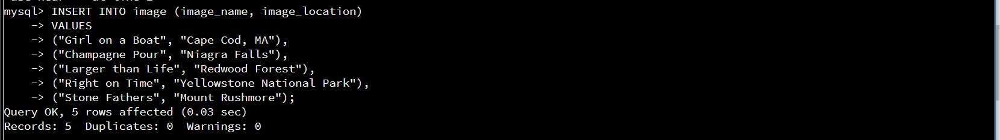 mysql> INSERT INTO image (image_name, image_location)
    -> VALUES
    -> ("Girl on a Boat", "Cape Cod, MA"),
    -> ("Champagne Pour", "Niagra Falls"),
    -> ("Larger than Life", "Redwood Forest"),
    -> ("Right on Time", "Yellowstone National Park"),
    -> ("Stone Fathers", "Mount Rushmore");
Query OK, 5 rows affected (0.03 sec)
Records: 5  Duplicates: 0  Warnings: 0